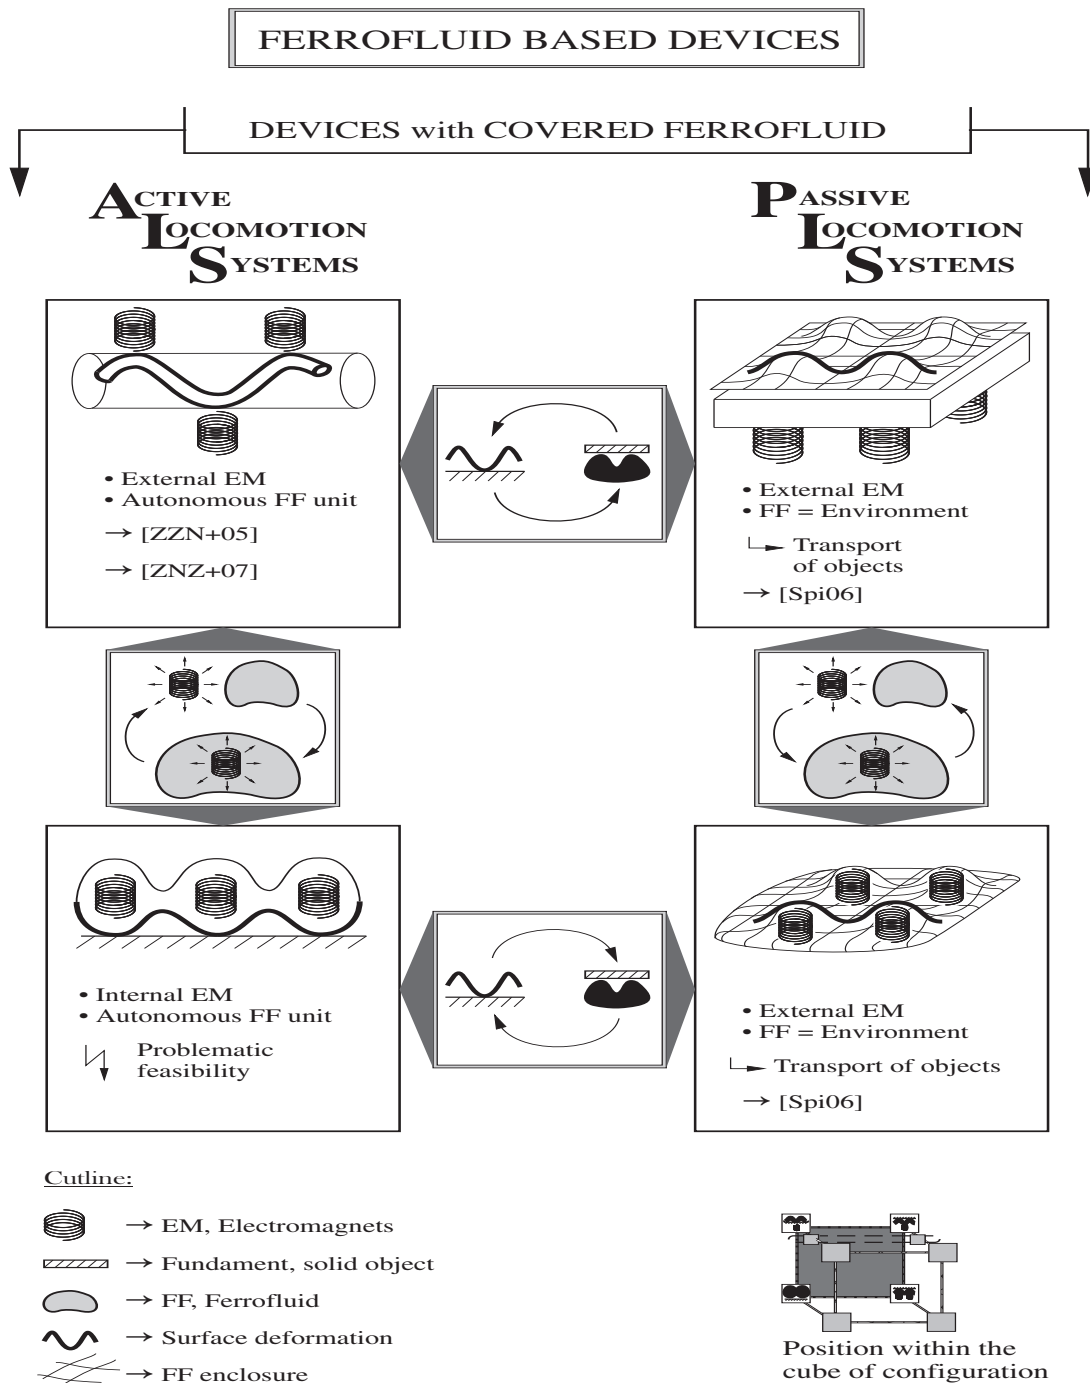 FERROFLUID BASED DEVICES
DEVICES with COVERED FERROFLUID
ACTIVE
LOCOMOTION
SYSTEMS
PASSIVE
LOCOMOTION
SYSTEMS
• External EM
• Autonomous FF unit
→ [ZZN+05]
→ [ZNZ+07]
• External EM
• FF = Environment
Transport
of objects
→ [Spi06]
• Internal EM
• Autonomous FF unit
Problematic
feasibility
• External EM
• FF = Environment
Transport of objects
→ [Spi06]
Cutline:
→ EM, Electromagnets
→ Fundament, solid object
→ FF, Ferrofluid
→ Surface deformation
→ FF enclosure
Position within the
cube of configuration